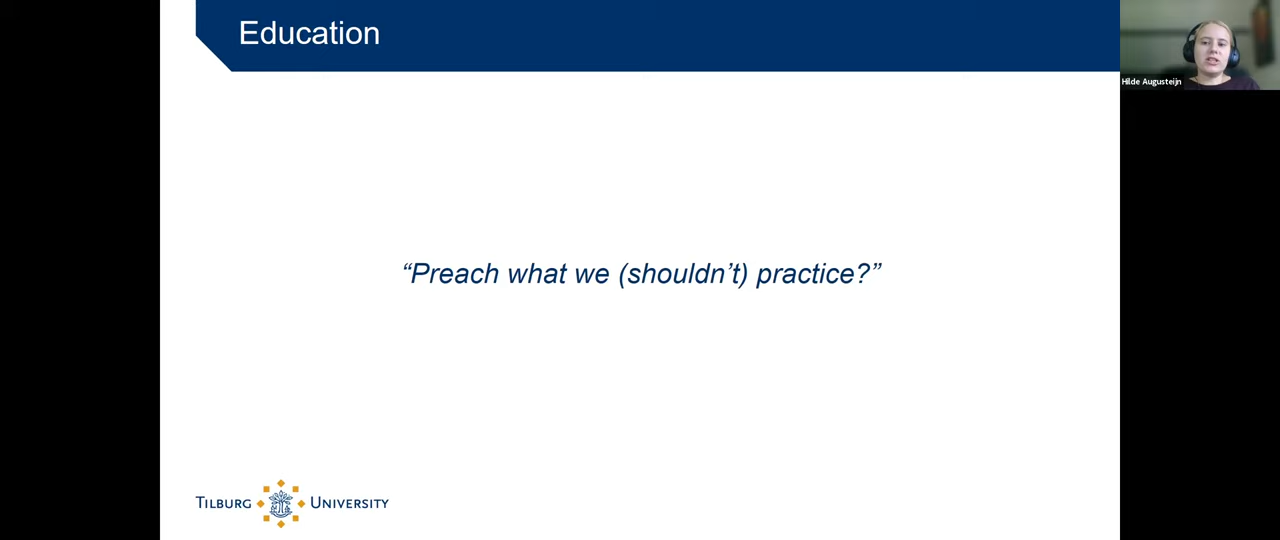 Education
Hilde Augusteijn
“Preach what we (shouldn’t) practice?”
TILBURG UNIVERSITY